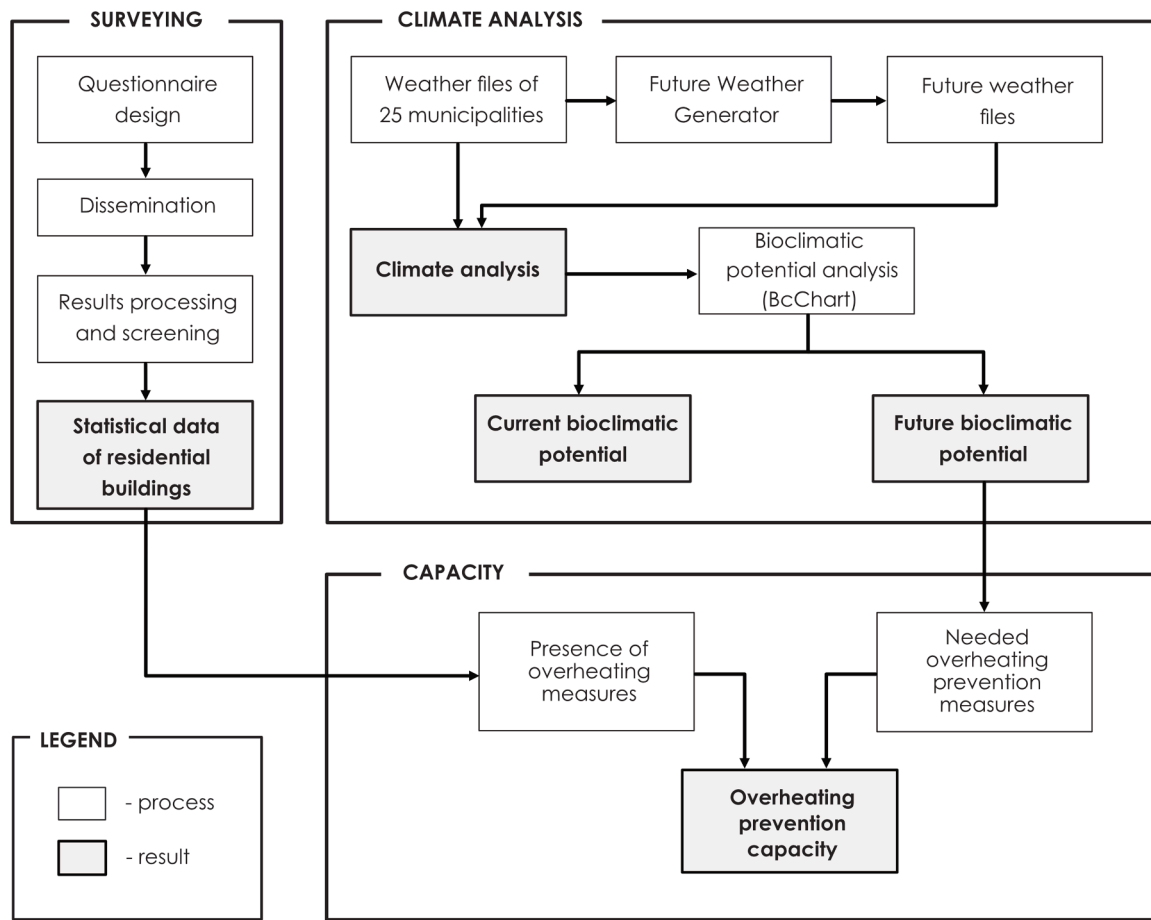 SURVEYING
Questionnaire
design
Dissemination
Results processing
and screening
Statistical data
of residential
buildings
CLIMATE ANALYSIS
Weather files of
25 municipalities
Future Weather
Generator
Future weather
files
Climate analysis
Bioclimatic
potential analysis
(BcChart)
Current bioclimatic
potential
Future bioclimatic
potential
CAPACITY
Presence of
overheating
measures
Needed
overheating
prevention
measures
Overheating
prevention
capacity
LEGEND
- process
- result